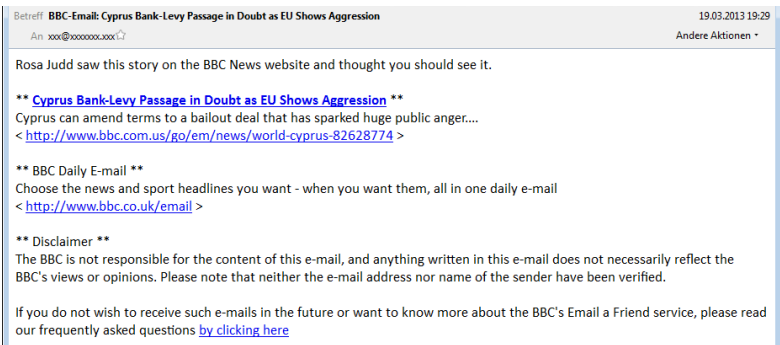 Betreff BBC-Email: Cyprus Bank-Levy Passage in Doubt as EU Shows Aggression 19.03.2013 19:29
An xxx@xxxxxxx.xxx Andere Aktionen
Rosa Judd saw this story on the BBC News website and thought you should see it.
** Cyprus Bank-Levy Passage in Doubt as EU Shows Aggression **
Cyprus can amend terms to a bailout deal that has sparked huge public anger....
< http://www.bbc.com.us/go/em/news/world-cyprus-82628774 >
** BBC Daily E-mail **
Choose the news and sport headlines you want - when you want them, all in one daily e-mail
< http://www.bbc.co.uk/email >
** Disclaimer **
The BBC is not responsible for the content of this e-mail, and anything written in this e-mail does not necessarily reflect the
BBC's views or opinions. Please note that neither the e-mail address nor name of the sender have been verified.
If you do not wish to receive such e-mails in the future or want to know more about the BBC's Email a Friend service, please read
our frequently asked questions by clicking here